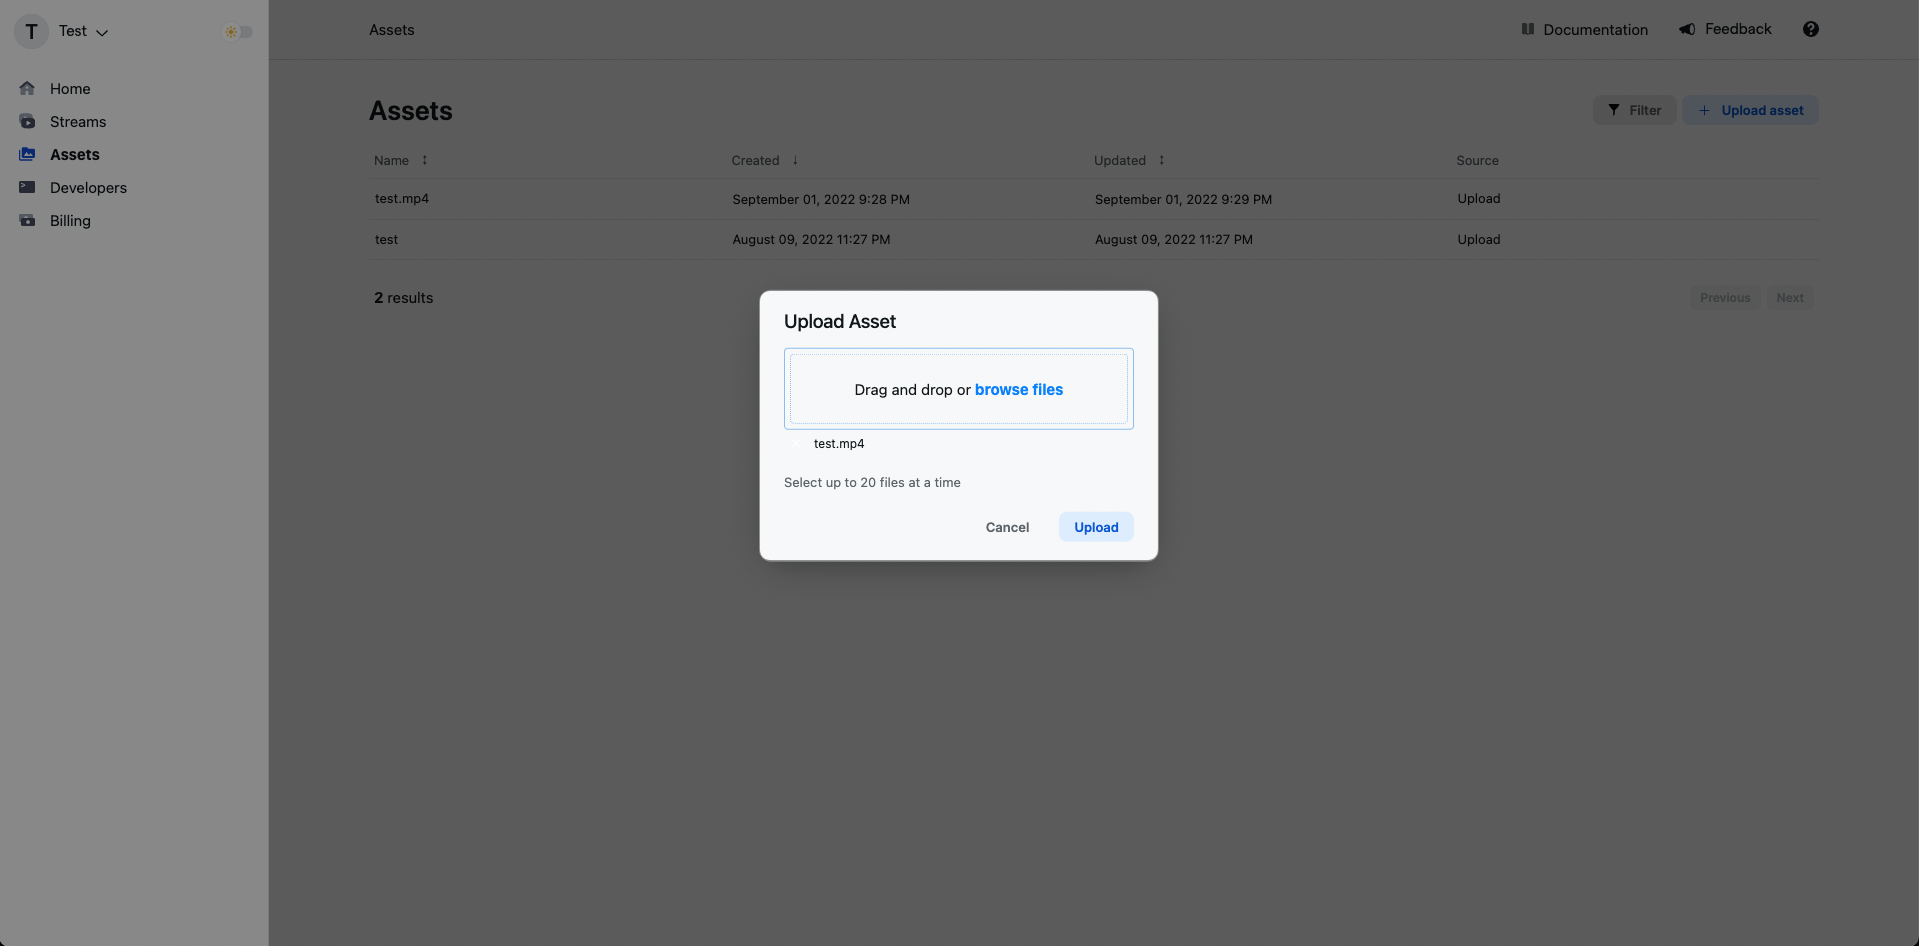 T Test
Home
Streams
Assets
Developers
Billing
Assets
Documentation
Feedback
?
Assets
Filter
+ Upload asset
Name Created Updated Source
test.mp4 September 01, 2022 9:28 PM September 01, 2022 9:29 PM Upload
test August 09, 2022 11:27 PM August 09, 2022 11:27 PM Upload
2 results
Previous Next
Upload Asset
Drag and drop or browse files
test.mp4
Select up to 20 files at a time
Cancel Upload